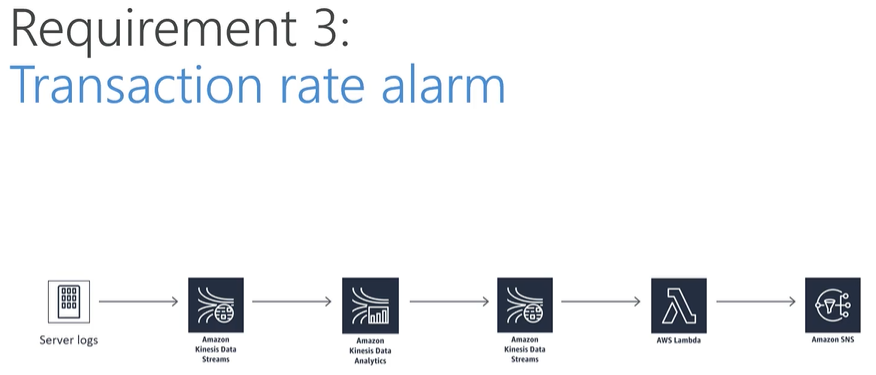 Requirement 3:
Transaction rate alarm
Server logs
Amazon
Kinesis Data
Streams
Amazon
Kinesis Data
Analytics
Amazon
Kinesis Data
Streams
AWS Lambda
Amazon SNS